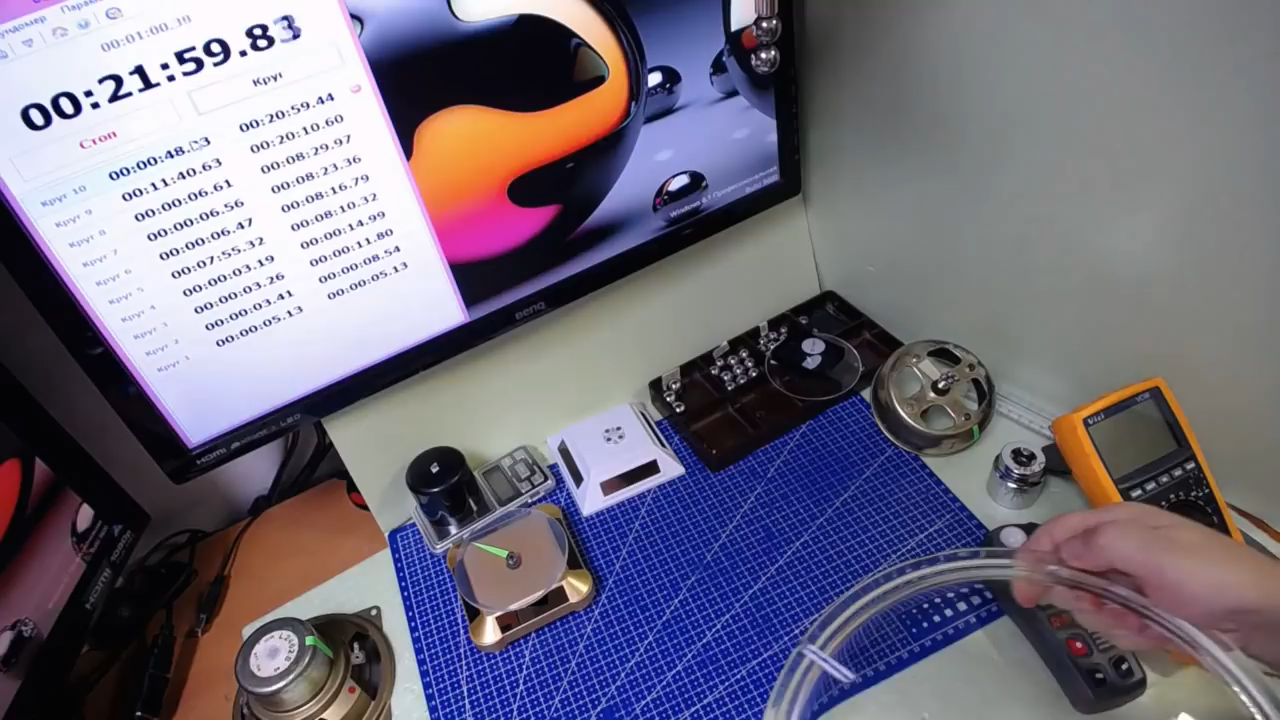 00:01:00.30
00:21:59.83
Стоп
Круг
Круг 10 00:00:48.83 00:20:59.44
Круг 9 00:11:40.63 00:20:10.60
Круг 8 00:00:06.61 00:08:29.97
Круг 7 00:00:06.56 00:08:23.36
Круг 6 00:00:06.47 00:08:16.79
Круг 5 00:07:55.32 00:08:10.32
Круг 4 00:00:03.19 00:00:14.99
Круг 3 00:00:03.26 00:00:11.80
Круг 2 00:00:03.41 00:00:08.54
Круг 1 00:00:05.13 00:00:05.13
BenQ
HDMI
LED
HDMI
1080p
Vici